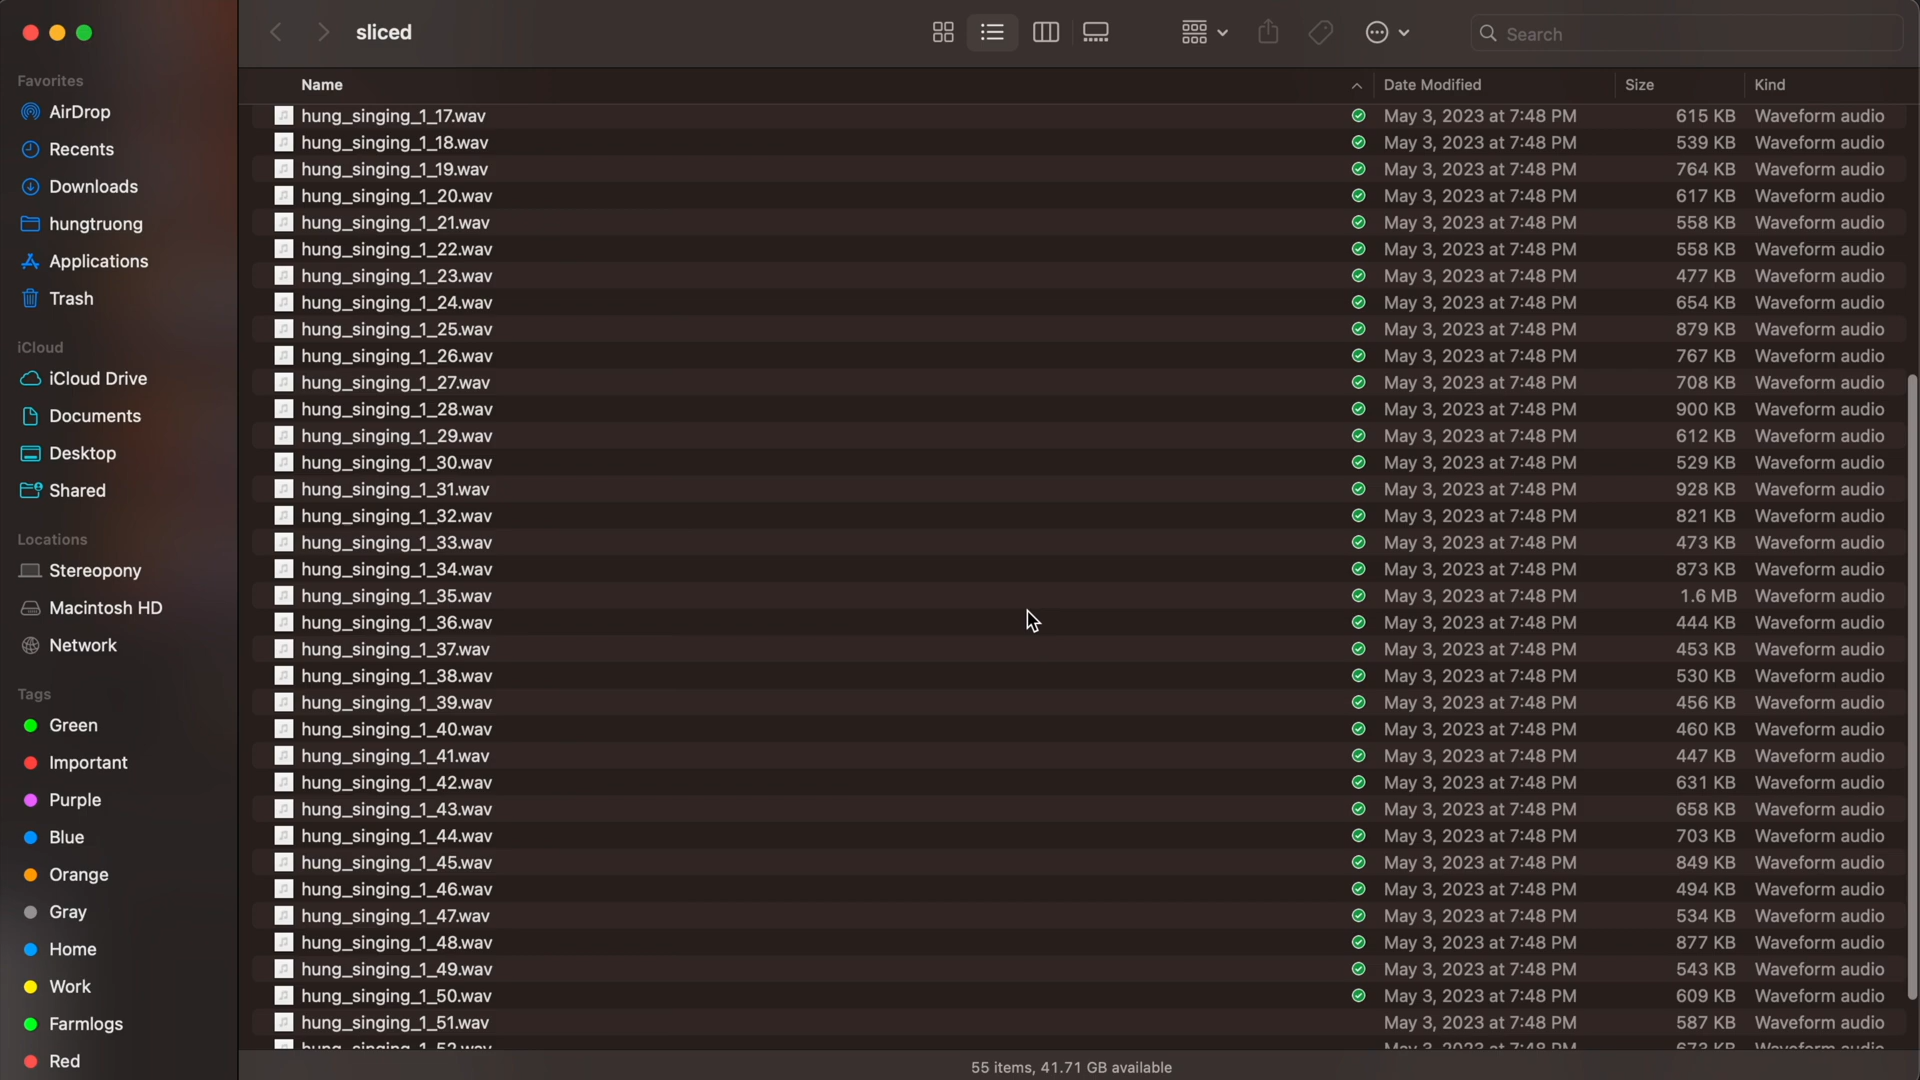 sliced
Search
Favorites
AirDrop
Recents
Downloads
hungtruong
Applications
Trash
iCloud
iCloud Drive
Documents
Desktop
Shared
Locations
Stereopony
Macintosh HD
Network
Tags
Green
Important
Purple
Blue
Orange
Gray
Home
Work
Farmlogs
Red
Name Date Modified Size Kind
hung_singing_1_17.wav May 3, 2023 at 7:48 PM 615 KB Waveform audio
hung_singing_1_18.wav May 3, 2023 at 7:48 PM 539 KB Waveform audio
hung_singing_1_19.wav May 3, 2023 at 7:48 PM 764 KB Waveform audio
hung_singing_1_20.wav May 3, 2023 at 7:48 PM 617 KB Waveform audio
hung_singing_1_21.wav May 3, 2023 at 7:48 PM 558 KB Waveform audio
hung_singing_1_22.wav May 3, 2023 at 7:48 PM 558 KB Waveform audio
hung_singing_1_23.wav May 3, 2023 at 7:48 PM 477 KB Waveform audio
hung_singing_1_24.wav May 3, 2023 at 7:48 PM 654 KB Waveform audio
hung_singing_1_25.wav May 3, 2023 at 7:48 PM 879 KB Waveform audio
hung_singing_1_26.wav May 3, 2023 at 7:48 PM 767 KB Waveform audio
hung_singing_1_27.wav May 3, 2023 at 7:48 PM 708 KB Waveform audio
hung_singing_1_28.wav May 3, 2023 at 7:48 PM 900 KB Waveform audio
hung_singing_1_29.wav May 3, 2023 at 7:48 PM 612 KB Waveform audio
hung_singing_1_30.wav May 3, 2023 at 7:48 PM 529 KB Waveform audio
hung_singing_1_31.wav May 3, 2023 at 7:48 PM 928 KB Waveform audio
hung_singing_1_32.wav May 3, 2023 at 7:48 PM 821 KB Waveform audio
hung_singing_1_33.wav May 3, 2023 at 7:48 PM 473 KB Waveform audio
hung_singing_1_34.wav May 3, 2023 at 7:48 PM 873 KB Waveform audio
hung_singing_1_35.wav May 3, 2023 at 7:48 PM 1.6 MB Waveform audio
hung_singing_1_36.wav May 3, 2023 at 7:48 PM 444 KB Waveform audio
hung_singing_1_37.wav May 3, 2023 at 7:48 PM 453 KB Waveform audio
hung_singing_1_38.wav May 3, 2023 at 7:48 PM 530 KB Waveform audio
hung_singing_1_39.wav May 3, 2023 at 7:48 PM 456 KB Waveform audio
hung_singing_1_40.wav May 3, 2023 at 7:48 PM 460 KB Waveform audio
hung_singing_1_41.wav May 3, 2023 at 7:48 PM 447 KB Waveform audio
hung_singing_1_42.wav May 3, 2023 at 7:48 PM 631 KB Waveform audio
hung_singing_1_43.wav May 3, 2023 at 7:48 PM 658 KB Waveform audio
hung_singing_1_44.wav May 3, 2023 at 7:48 PM 703 KB Waveform audio
hung_singing_1_45.wav May 3, 2023 at 7:48 PM 849 KB Waveform audio
hung_singing_1_46.wav May 3, 2023 at 7:48 PM 494 KB Waveform audio
hung_singing_1_47.wav May 3, 2023 at 7:48 PM 534 KB Waveform audio
hung_singing_1_48.wav May 3, 2023 at 7:48 PM 877 KB Waveform audio
hung_singing_1_49.wav May 3, 2023 at 7:48 PM 543 KB Waveform audio
hung_singing_1_50.wav May 3, 2023 at 7:48 PM 609 KB Waveform audio
hung_singing_1_51.wav May 3, 2023 at 7:48 PM 587 KB Waveform audio
55 items, 41.71 GB available